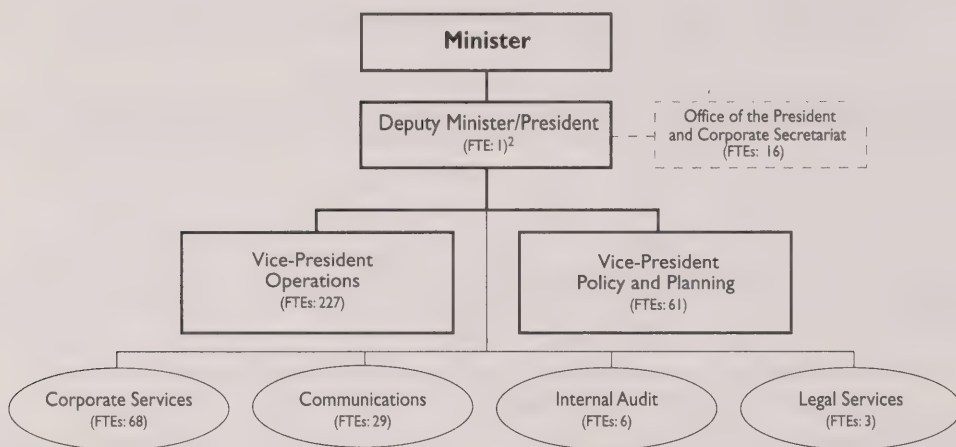 Minister
Deputy Minister/President
(FTE: 1)2
Office of the President
and Corporate Secretariat
(FTEs: 16)
Vice-President
Operations
(FTEs: 227)
Vice-President
Policy and Planning
(FTEs: 61)
Corporate Services
(FTEs: 68)
Communications
(FTEs: 29)
Internal Audit
(FTEs: 6)
Legal Services
(FTEs: 3)